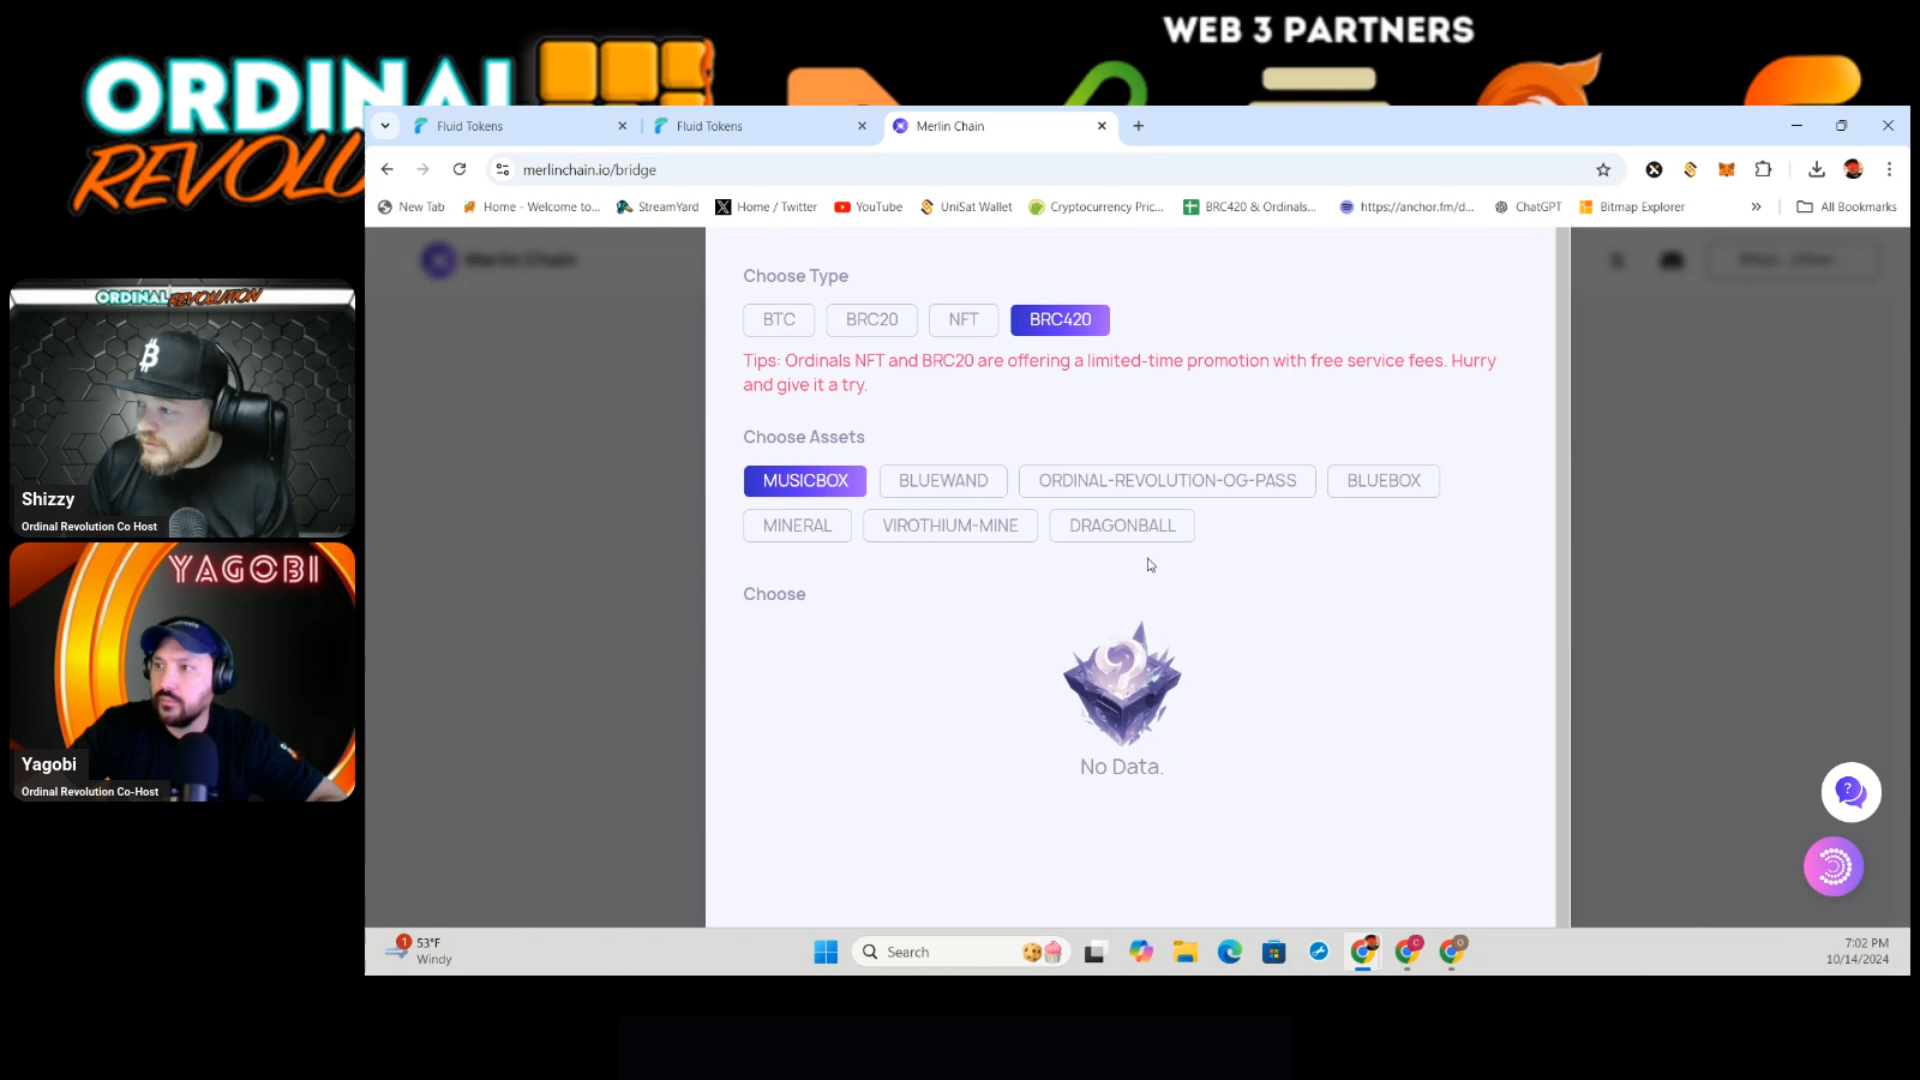 WEB 3 PARTNERS
ORDINAL
REVOLU
Fluid Tokens
Fluid Tokens
Merlin Chain
merlinchain.io/bridge
New Tab
Home - Welcome to...
StreamYard
Home / Twitter
YouTube
UniSat Wallet
Cryptocurrency Pric...
BRC420 & Ordinals...
https://anchor.fm/d...
ChatGPT
Bitmap Explorer
All Bookmarks
Merlin Chain
Choose Type
BTC
BRC20
NFT
BRC420
Tips: Ordinals NFT and BRC20 are offering a limited-time promotion with free service fees. Hurry
and give it a try.
Choose Assets
MUSICBOX
BLUEWAND
ORDINAL-REVOLUTION-OG-PASS
BLUEBOX
MINERAL
VIROTHIUM-MINE
DRAGONBALL
Choose
No Data.
ORDINAL REVOLUTION
Shizzy
Ordinal Revolution Co Host
YAGOBI
Yagobi
Ordinal Revolution Co-Host
1
53°F
Windy
Search
7:02 PM
10/14/2024